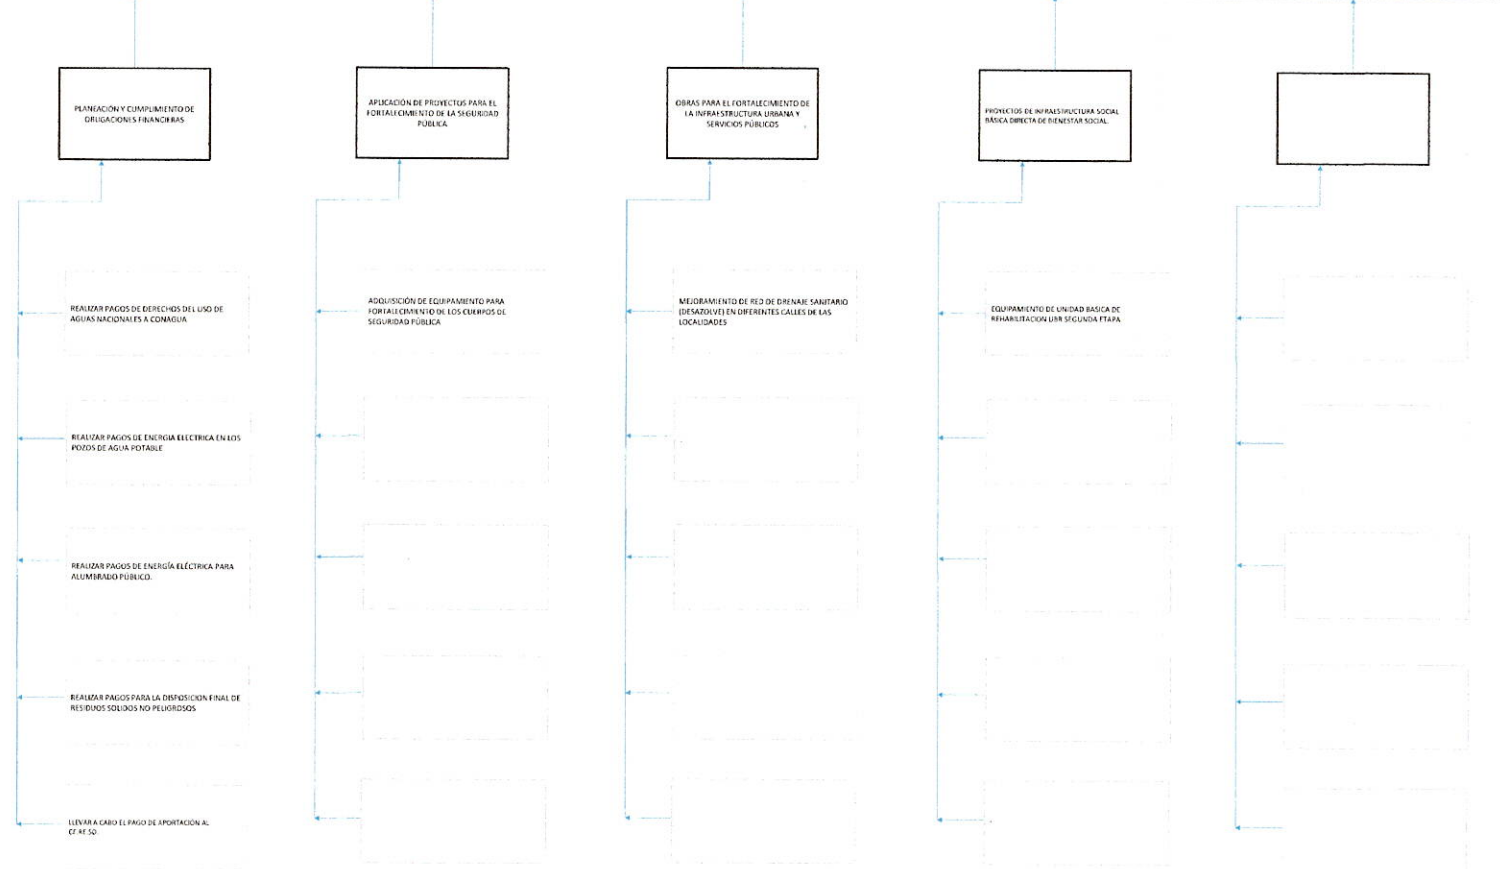 PLANEACIÓN Y CUMPLIMIENTO DE
OBLIGACIONES FINANCIERAS
APLICACIÓN DE PROYECTOS PARA EL
FORTALECIMIENTO DE LA SEGURIDAD
PÚBLICA
OBRAS PARA EL FORTALECIMIENTO DE
LA INFRAESTRUCTURA URBANA Y
SERVICIOS PÚBLICOS
PROYECTOS DE INFRAESTRUCTURA SOCIAL
BÁSICA DIRECTA DE BIENESTAR SOCIAL.
REALIZAR PAGOS DE DERECHOS DEL USO DE
AGUAS NACIONALES A CONAGUA
ADQUISICIÓN DE EQUIPAMIENTO PARA
FORTALECIMIENTO DE LOS CUERPOS DE
SEGURIDAD PÚBLICA
MEJORAMIENTO DE RED DE DRENAJE SANITARIO
(DESAZOLVE) EN DIFERENTES CALLES DE LAS
LOCALIDADES
EQUIPAMIENTO DE UNIDAD BASICA DE
REHABILITACION UBR SEGUNDA ETAPA
REALIZAR PAGOS DE ENERGIA ELECTRICA EN LOS
POZOS DE AGUA POTABLE
REALIZAR PAGOS DE ENERGÍA ELÉCTRICA PARA
ALUMBRADO PÚBLICO.
REALIZAR PAGOS PARA LA DISPOSICION FINAL DE
RESIDUOS SOLIDOS NO PELIGROSOS
LLEVAR A CABO EL PAGO DE APORTACIÓN AL
CE.RE.SO.